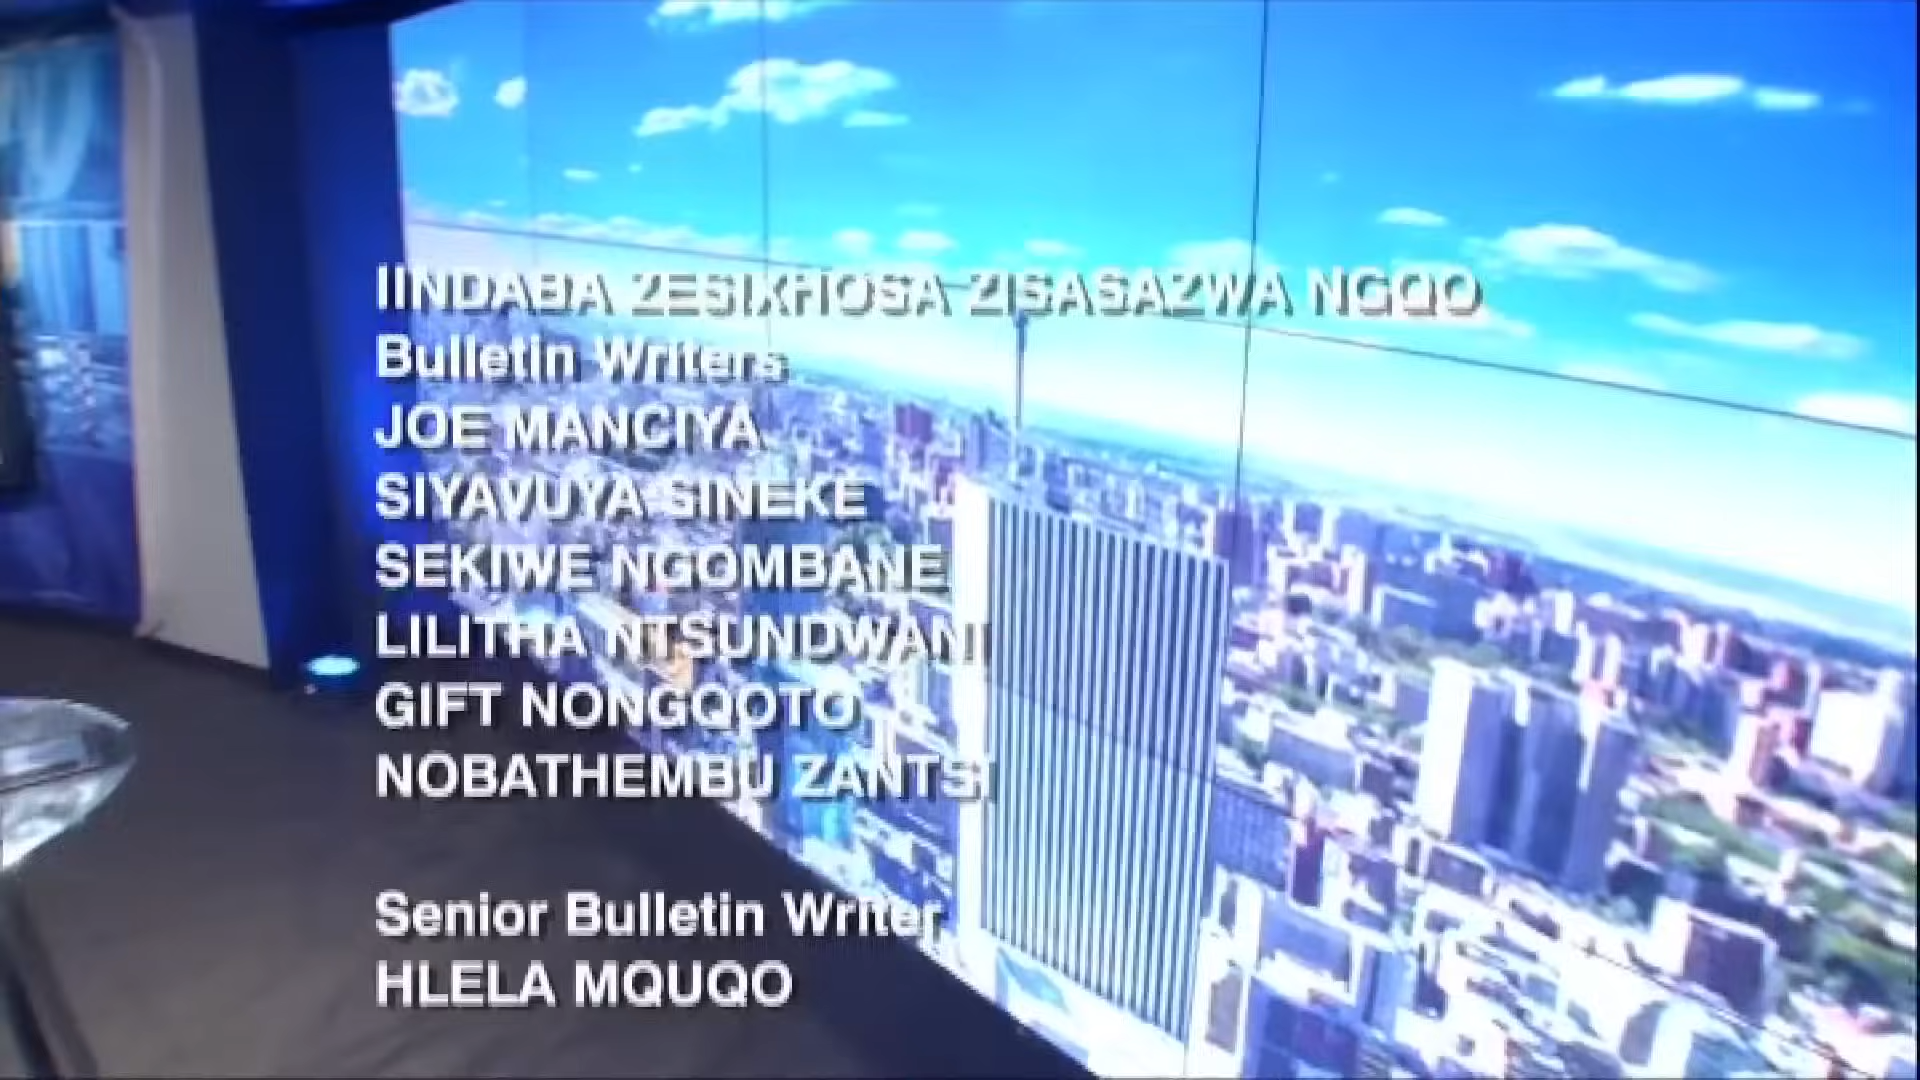 IINDABA ZESIXHOSA ZISASAZWA NGQO
Bulletin Writers
JOE MANCIYA
SIYAVUYA SINEKE
SEKIWE NGOMBANE
LILITHA NTSUNDWANI
GIFT NONGQOTO
NOBATHEMBU ZANTSI
Senior Bulletin Writer
HLELA MQUQO